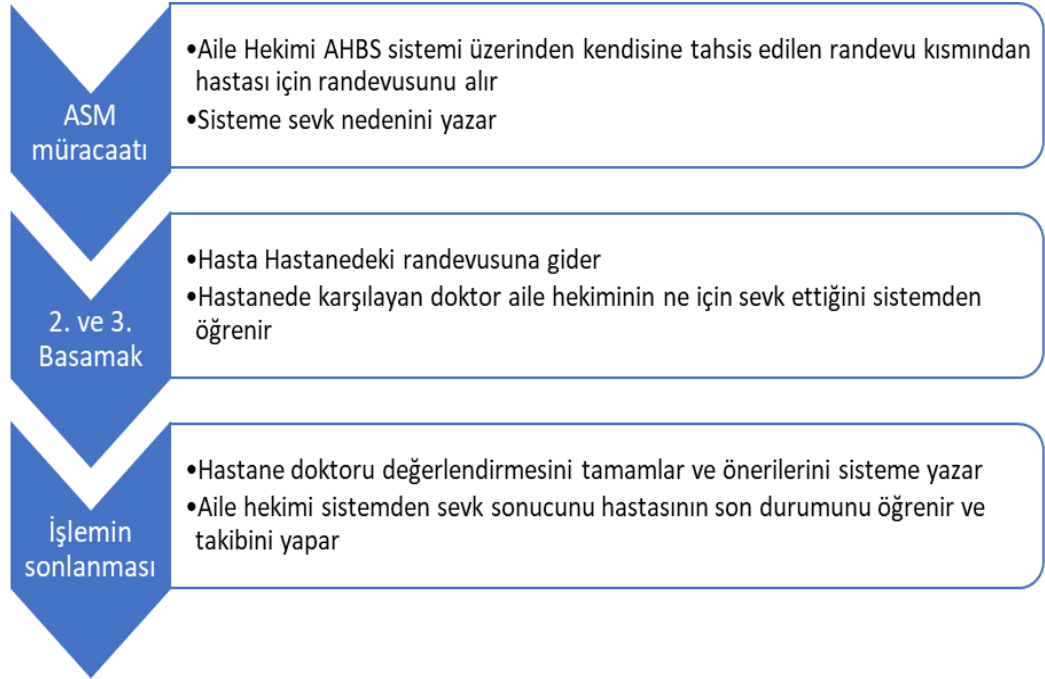 ASM
müracaatı
•Aile Hekimi AHBS sistemi üzerinden kendisine tahsis edilen randevu kısmından
hastası için randevusunu alır
•Sisteme sevk nedenini yazar
2. ve 3.
Basamak
•Hasta Hastanedeki randevusuna gider
•Hastanede karşılayan doktor aile hekiminin ne için sevk ettiğini sistemden
öğrenir
İşlemin
sonlanması
•Hastane doktoru değerlendirmesini tamamlar ve önerilerini sisteme yazar
•Aile hekimi sistemden sevk sonucunu hastasının son durumunu öğrenir ve
takibini yapar